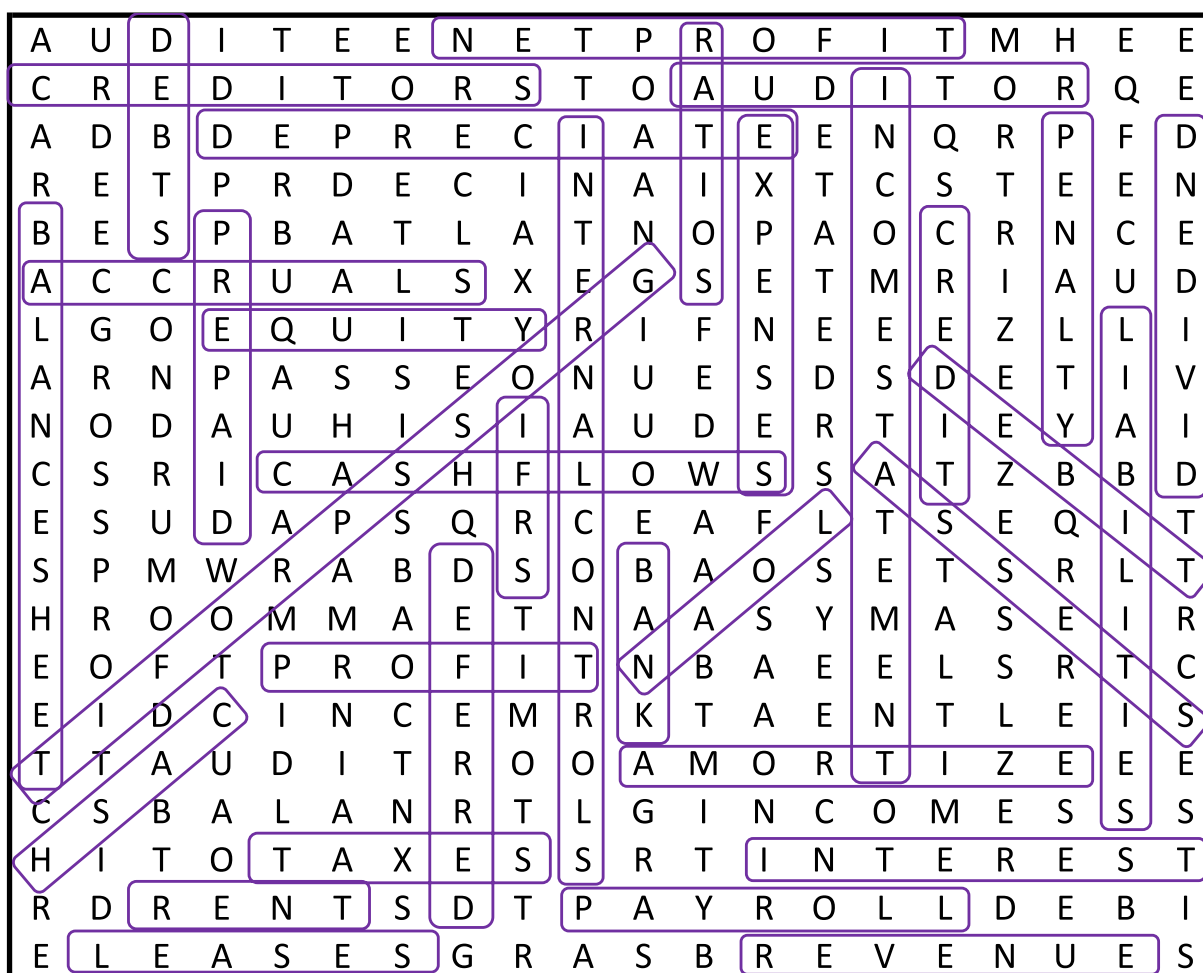 A U D I T E E N E T P R O F I T M H E E
C R E D I T O R S T O A U D I T O R Q E
A D B D E P R E C I A T E E N Q R P F D
R E T P R D E C I N A I X T C S T E E N
B E S P B A T L A T N O P A O C R N C E
A C C R U A L S X E G S E T M R I A U D
L G O E Q U I T Y R I F N E E E Z L L I
A R N P A S S E O N U E S D S D E T I V
N O D A U H I S I A U D E R T I E Y A I
C S R I C A S H F L O W S S A T Z B B D
E S U D A P S Q R C E A F L T S E Q I T
S P M W R A B D S O B A O S E T S R L T
H R O O M M A E T N A A S Y M A S E I R
E O F T P R O F I T N B A E E L S R T C
E I D C I N C E M R K T A E N T L E I S
T T A U D I T R O O A M O R T I Z E E E
C S B A L A N R T L G I N C O M E S S S
H I T O T A X E S S R T I N T E R E S T
R D R E N T S D T P A Y R O L L D E B I
E L E A S E S G R A S B R E V E N U E S